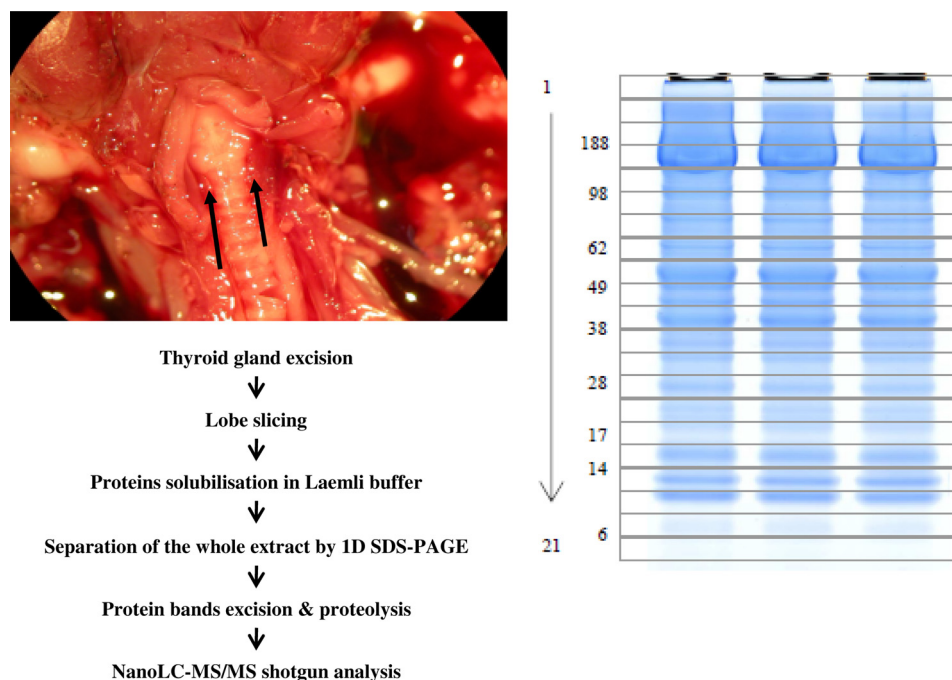 Thyroid gland excision
Lobe slicing
Proteins solubilisation in Laemli buffer
Separation of the whole extract by 1D SDS-PAGE
Protein bands excision & proteolysis
NanoLC-MS/MS shotgun analysis
1
188
98
62
49
38
28
17
14
6
21